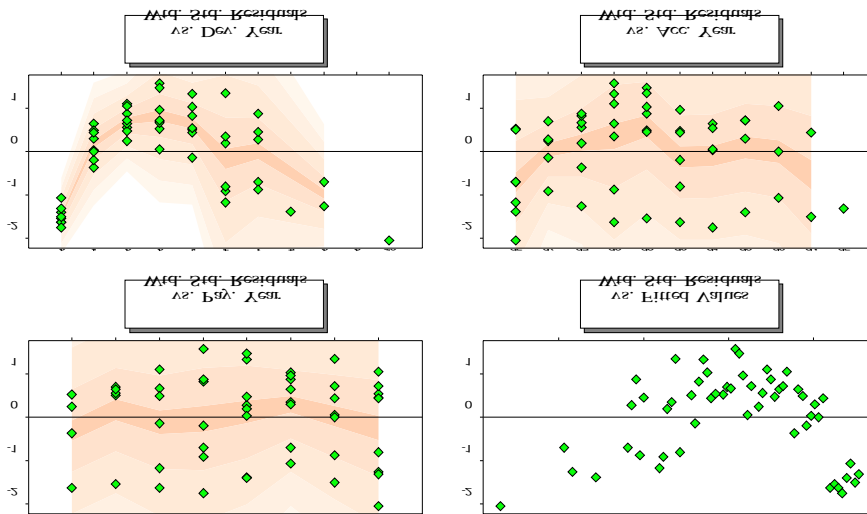 Wtd. Std. Residuals
vs. Dev. Year
1
0
-1
-2
Wtd. Std. Residuals
vs. Acc. Year
1
0
-1
-2
Wtd. Std. Residuals
vs. Pay. Year
1
0
-1
-2
Wtd. Std. Residuals
vs. Fitted Values
1
0
-1
-2